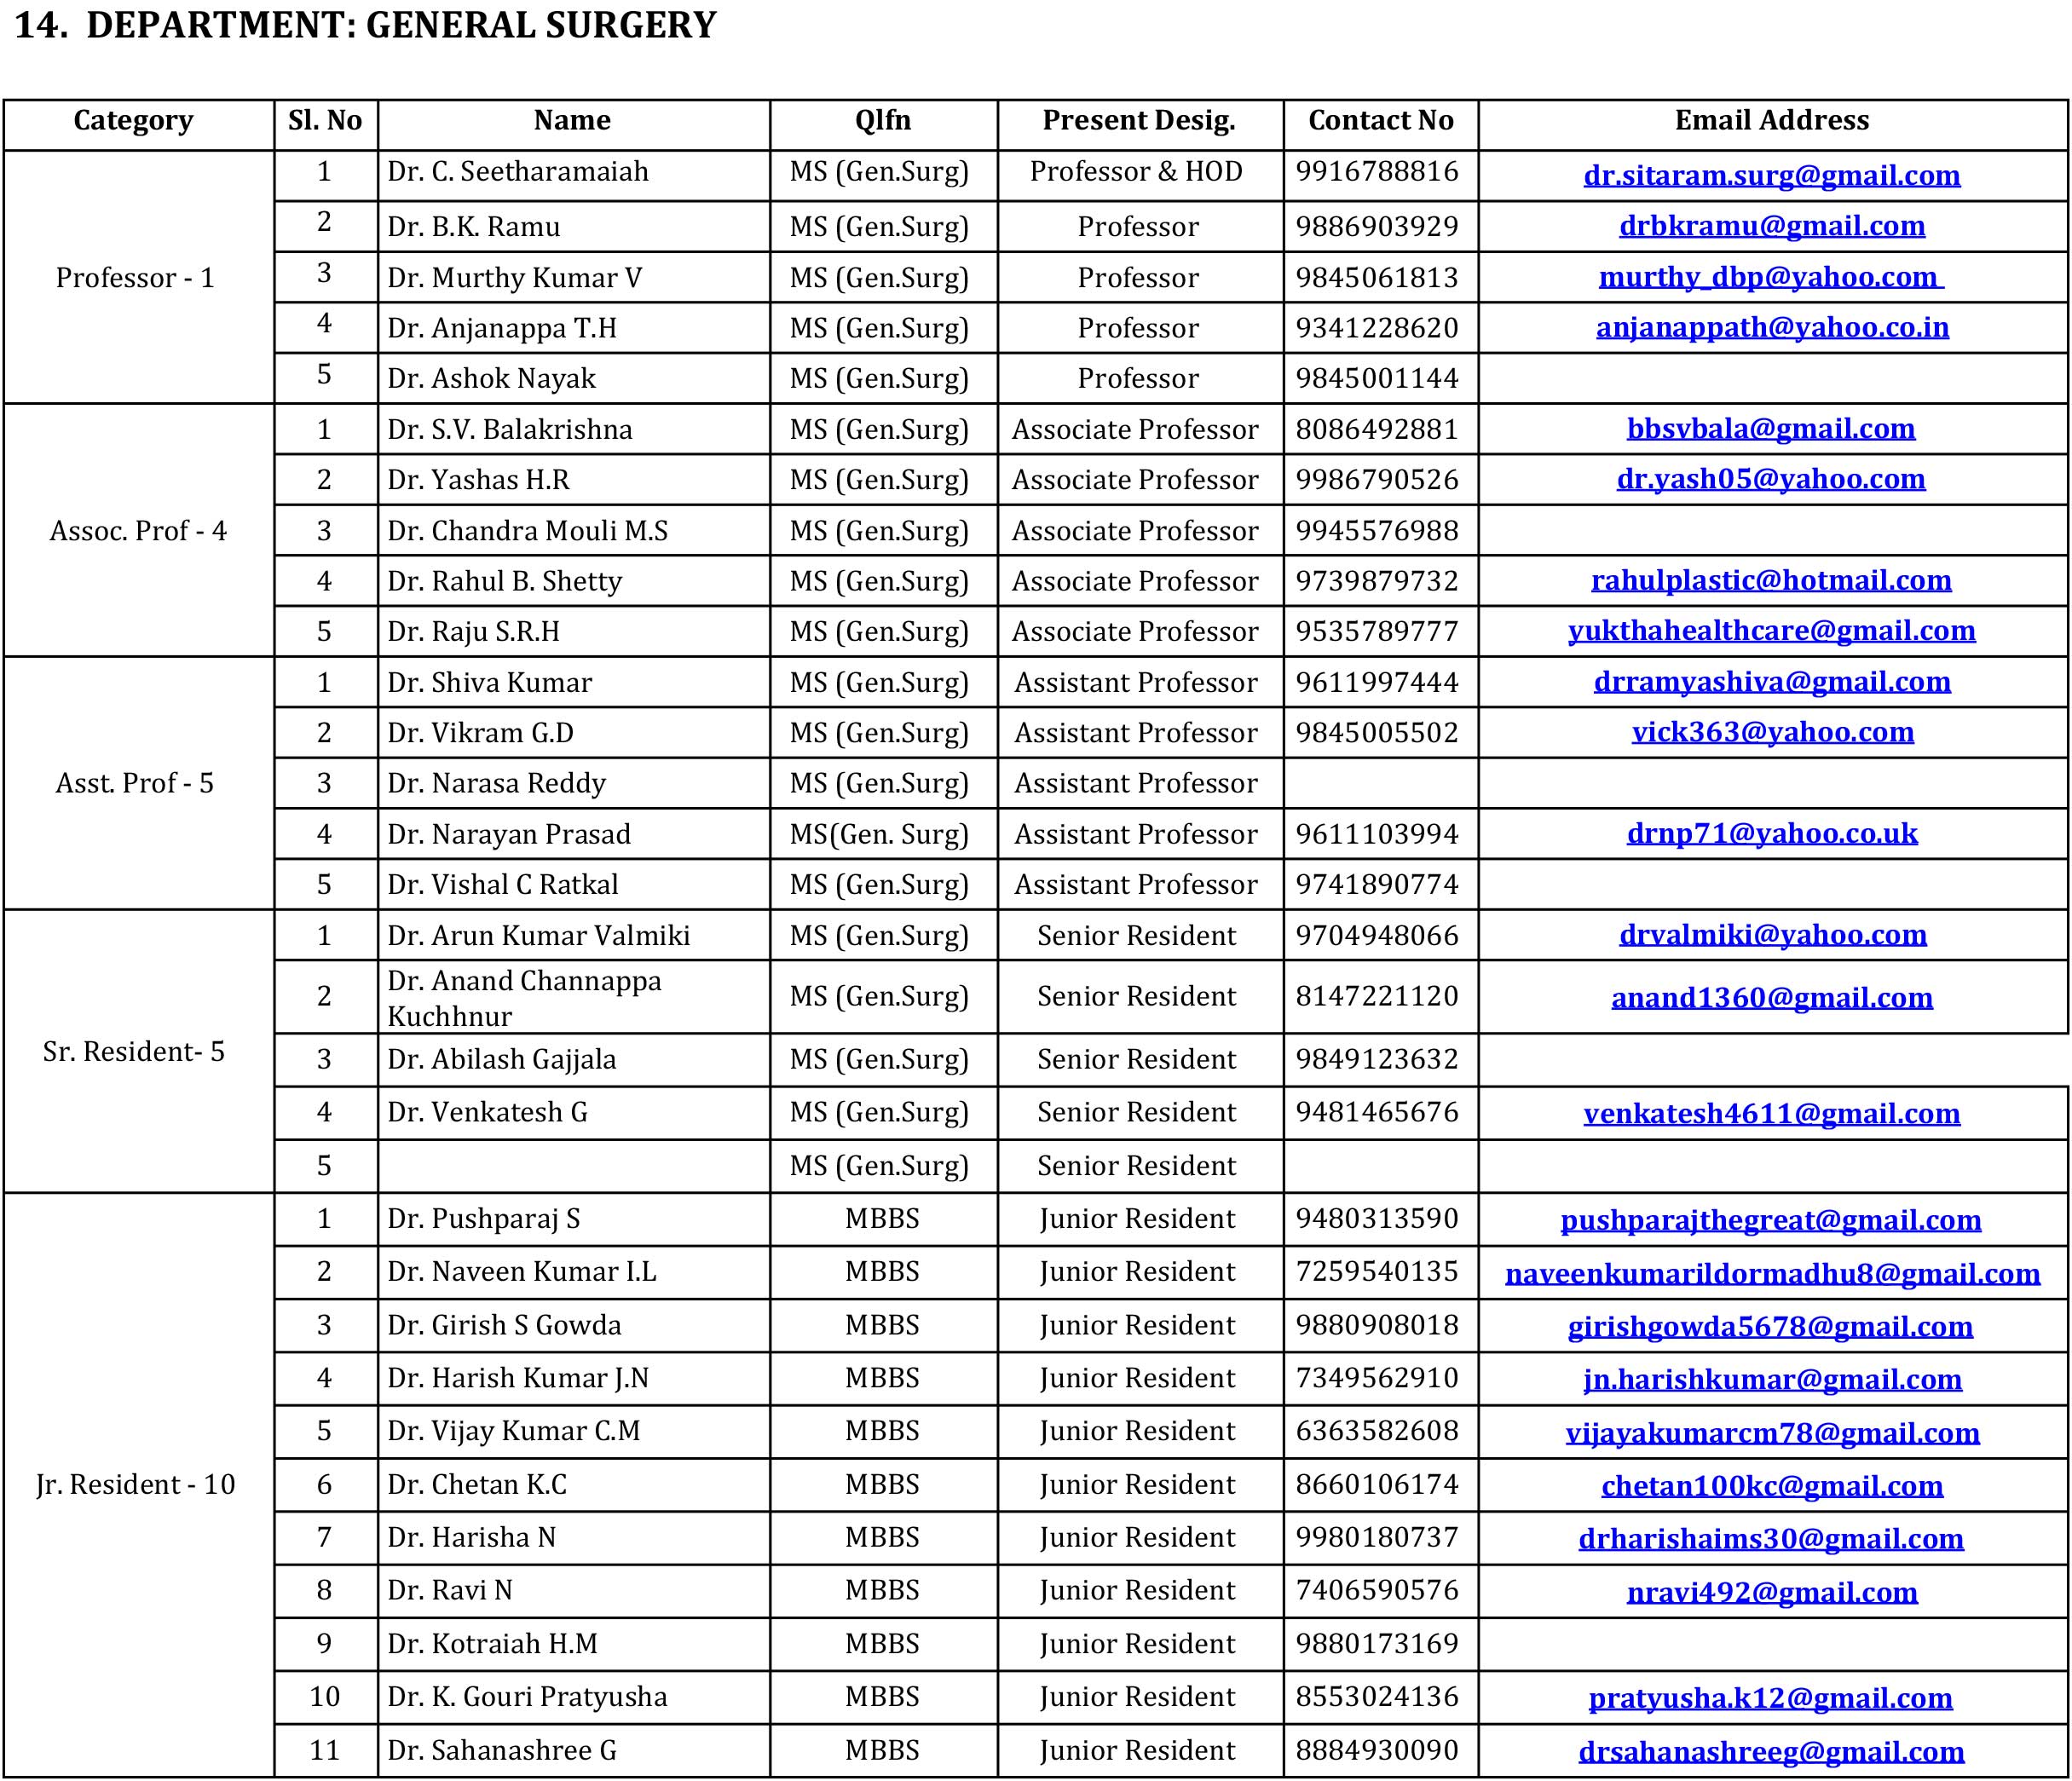 14. DEPARTMENT: GENERAL SURGERY
Category Sl. No Name Qlfn Present Desig. Contact No Email Address
Professor - 1
1 Dr. C. Seetharamaiah MS (Gen.Surg) Professor & HOD 9916788816 dr.sitaram.surg@gmail.com
2 Dr. B.K. Ramu MS (Gen.Surg) Professor 9886903929 drbkramu@gmail.com
3 Dr. Murthy Kumar V MS (Gen.Surg) Professor 9845061813 murthy_dbp@yahoo.com
4 Dr. Anjanappa T.H MS (Gen.Surg) Professor 9341228620 anjanappath@yahoo.co.in
5 Dr. Ashok Nayak MS (Gen.Surg) Professor 9845001144
Assoc. Prof - 4
1 Dr. S.V. Balakrishna MS (Gen.Surg) Associate Professor 8086492881 bbsvbala@gmail.com
2 Dr. Yashas H.R MS (Gen.Surg) Associate Professor 9986790526 dr.yash05@yahoo.com
3 Dr. Chandra Mouli M.S MS (Gen.Surg) Associate Professor 9945576988
4 Dr. Rahul B. Shetty MS (Gen.Surg) Associate Professor 9739879732 rahulplastic@hotmail.com
5 Dr. Raju S.R.H MS (Gen.Surg) Associate Professor 9535789777 yukthahealthcare@gmail.com
Asst. Prof - 5
1 Dr. Shiva Kumar MS (Gen.Surg) Assistant Professor 9611997444 drramyashiva@gmail.com
2 Dr. Vikram G.D MS (Gen.Surg) Assistant Professor 9845005502 vick363@yahoo.com
3 Dr. Narasa Reddy MS (Gen.Surg) Assistant Professor
4 Dr. Narayan Prasad MS(Gen. Surg) Assistant Professor 9611103994 drnp71@yahoo.co.uk
5 Dr. Vishal C Ratkal MS (Gen.Surg) Assistant Professor 9741890774
Sr. Resident- 5
1 Dr. Arun Kumar Valmiki MS (Gen.Surg) Senior Resident 9704948066 drvalmiki@yahoo.com
2 Dr. Anand Channappa
Kuchhnur MS (Gen.Surg) Senior Resident 8147221120 anand1360@gmail.com
3 Dr. Abilash Gajjala MS (Gen.Surg) Senior Resident 9849123632
4 Dr. Venkatesh G MS (Gen.Surg) Senior Resident 9481465676 venkatesh4611@gmail.com
5 MS (Gen.Surg) Senior Resident
Jr. Resident - 10
1 Dr. Pushparaj S MBBS Junior Resident 9480313590 pushparajthegreat@gmail.com
2 Dr. Naveen Kumar I.L MBBS Junior Resident 7259540135 naveenkumarildormadhu8@gmail.com
3 Dr. Girish S Gowda MBBS Junior Resident 9880908018 girishgowda5678@gmail.com
4 Dr. Harish Kumar J.N MBBS Junior Resident 7349562910 jn.harishkumar@gmail.com
5 Dr. Vijay Kumar C.M MBBS Junior Resident 6363582608 vijayakumarcm78@gmail.com
6 Dr. Chetan K.C MBBS Junior Resident 8660106174 chetan100kc@gmail.com
7 Dr. Harisha N MBBS Junior Resident 9980180737 drharishaims30@gmail.com
8 Dr. Ravi N MBBS Junior Resident 7406590576 nravi492@gmail.com
9 Dr. Kotraiah H.M MBBS Junior Resident 9880173169
10 Dr. K. Gouri Pratyusha MBBS Junior Resident 8553024136 pratyusha.k12@gmail.com
11 Dr. Sahanashree G MBBS Junior Resident 8884930090 drsahanashreeg@gmail.com